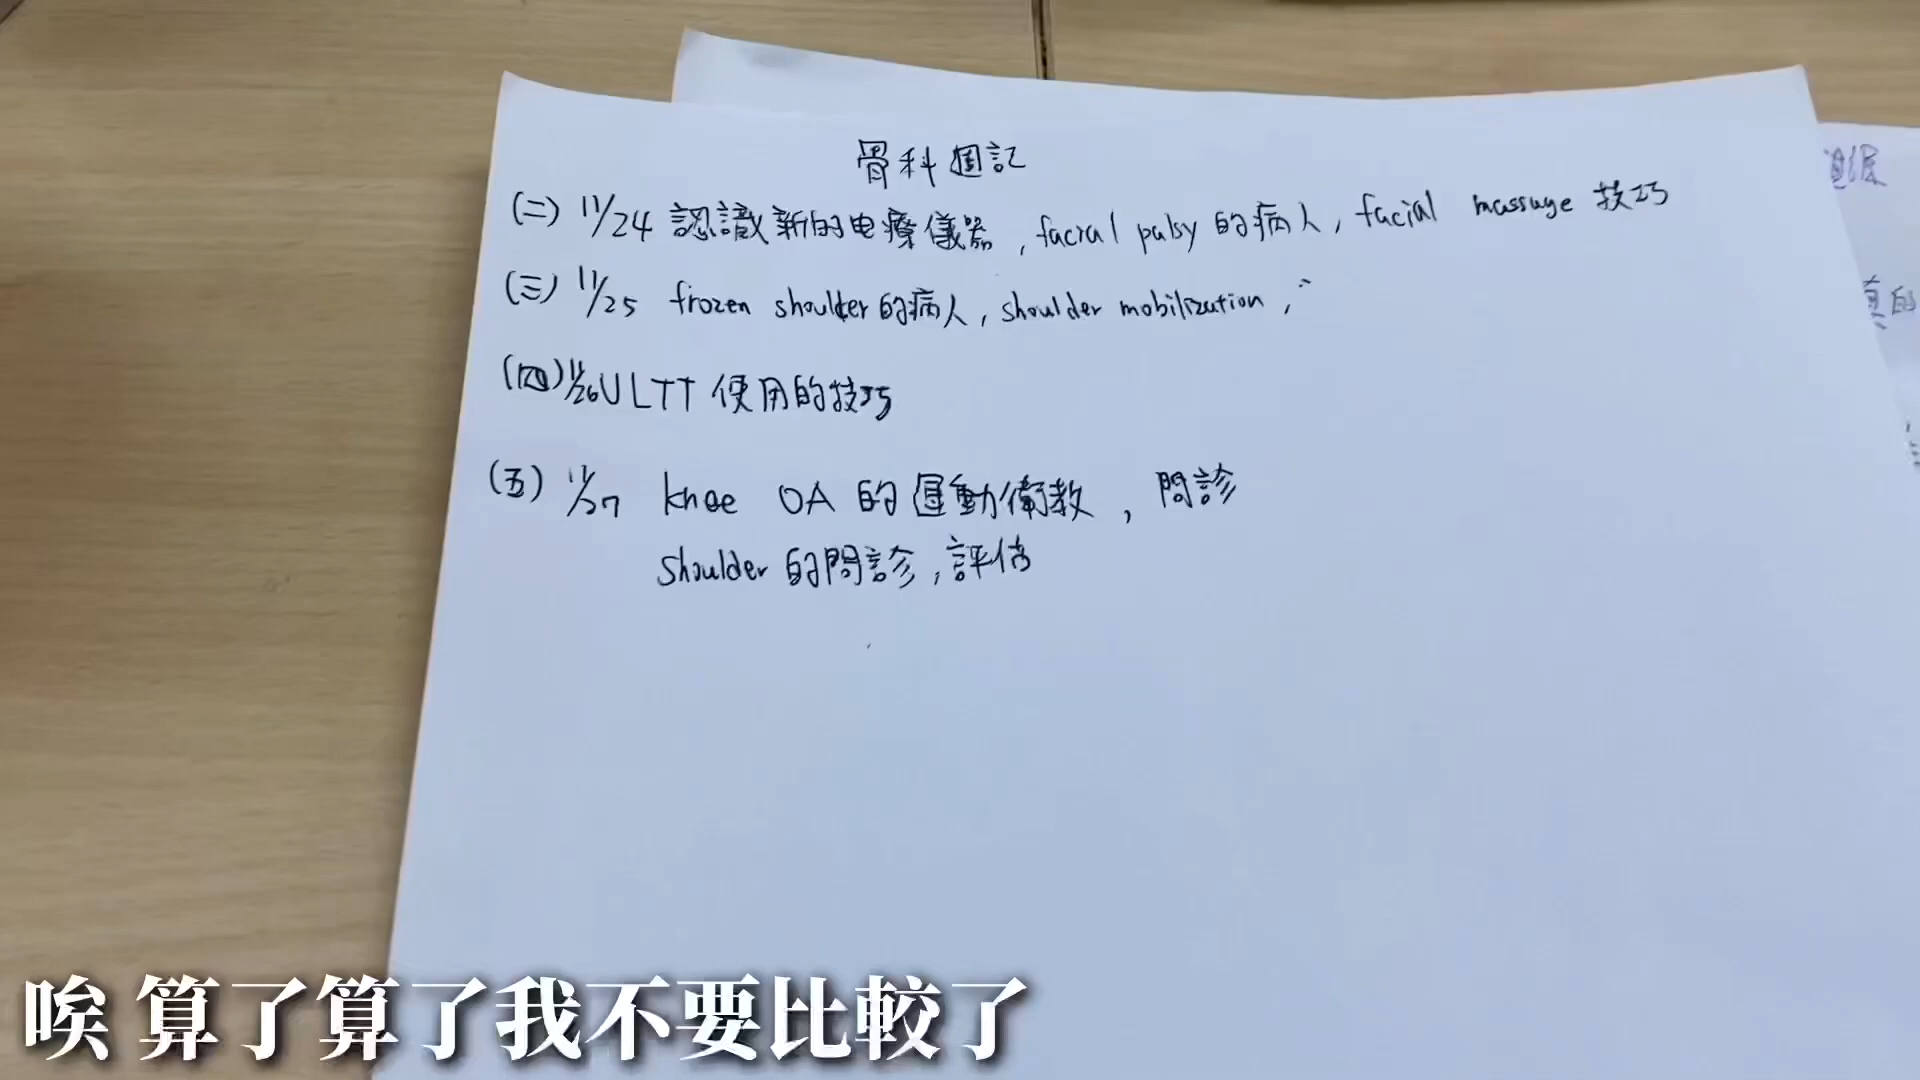 骨科週記
(二) 11/24 認識新的电療儀器, facial palsy 的病人, facial massage 技巧
(三) 11/25 frozen shoulder 的病人, shoulder mobilization,
(四) 11/26 ULTT 使用的技巧
(五) 11/27 knee OA 的運動衛教, 問診
shoulder 的問診, 評估
真的
唉 算了算了我不要比較了